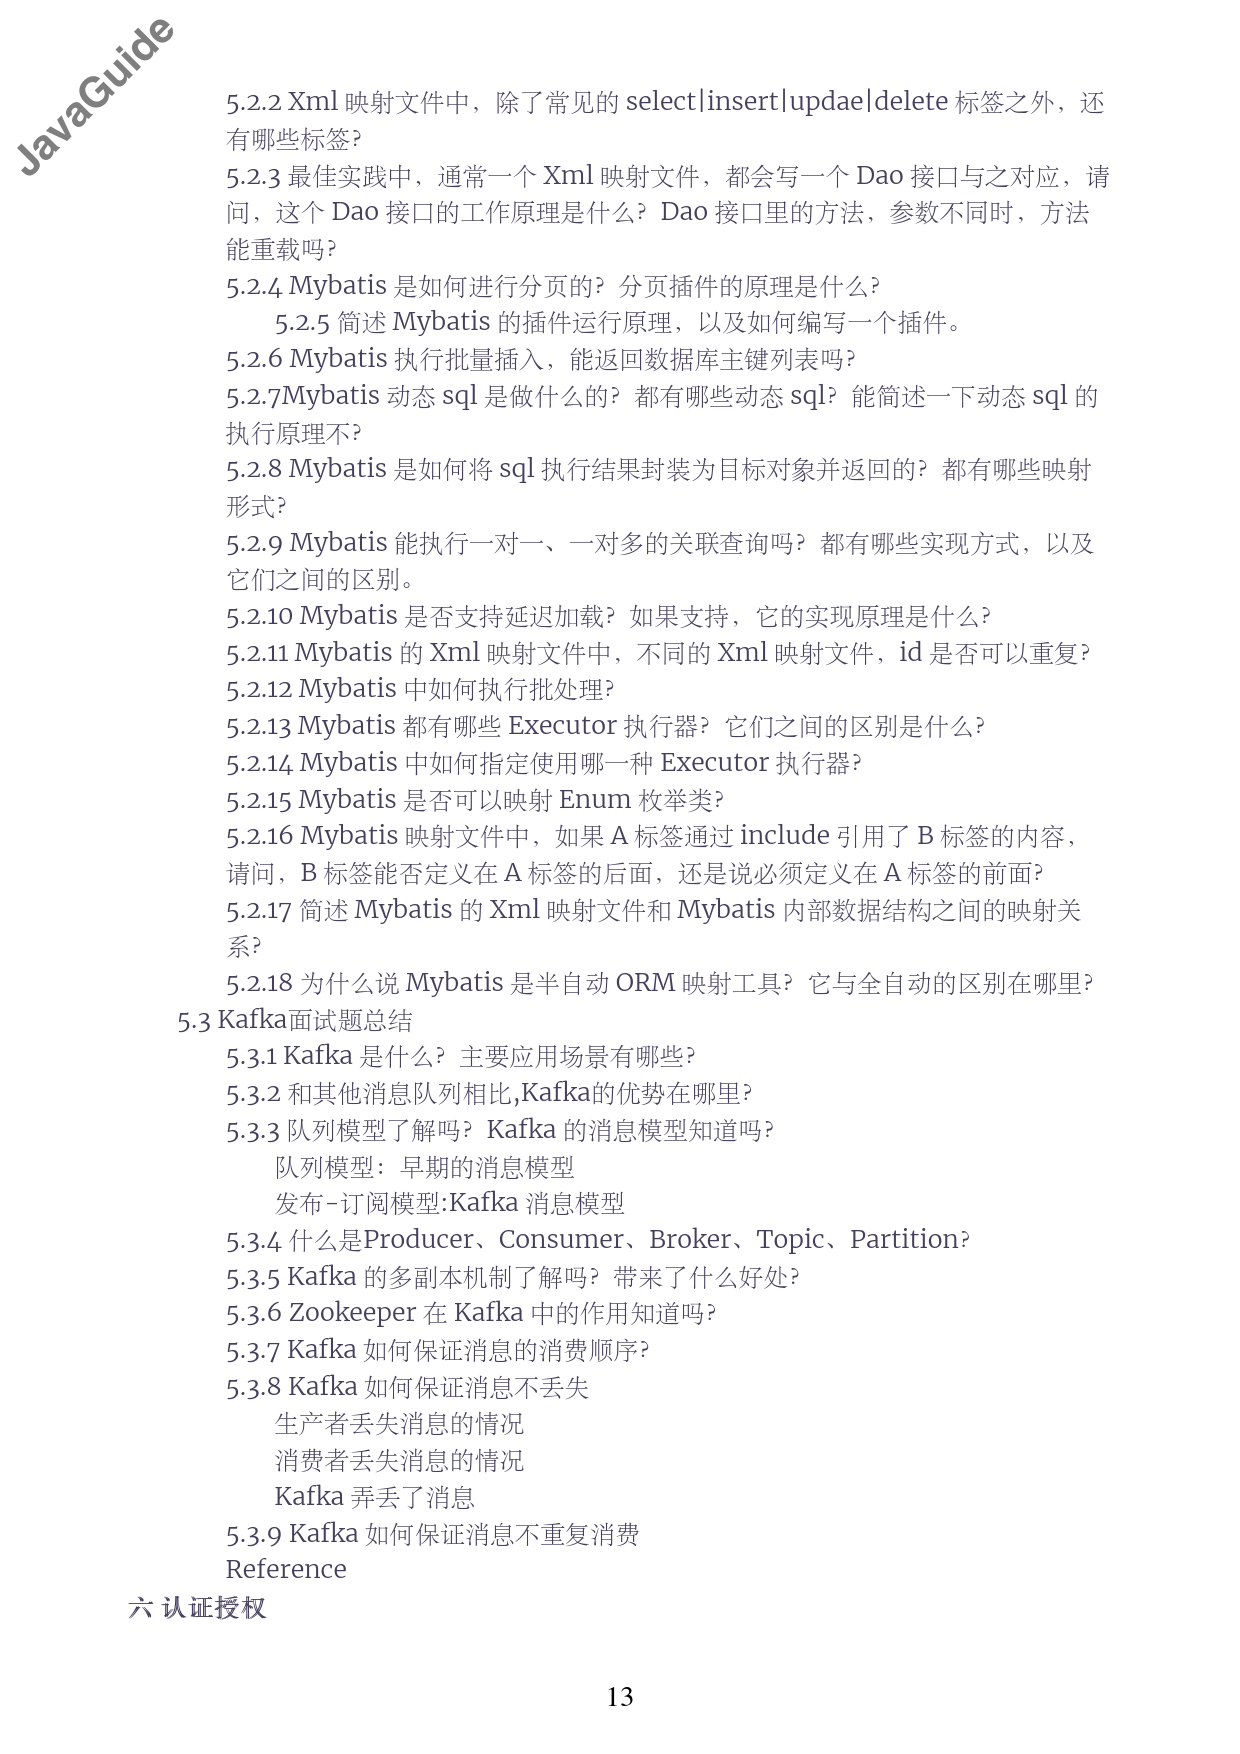 JavaGuide
5.2.2 Xml 映射文件中，除了常见的 select|insert|updae|delete 标签之外，还
有哪些标签？
5.2.3 最佳实践中，通常一个 Xml 映射文件，都会写一个 Dao 接口与之对应，请
问，这个 Dao 接口的工作原理是什么？Dao 接口里的方法，参数不同时，方法
能重载吗？
5.2.4 Mybatis 是如何进行分页的？分页插件的原理是什么？
5.2.5 简述 Mybatis 的插件运行原理，以及如何编写一个插件。
5.2.6 Mybatis 执行批量插入，能返回数据库主键列表吗？
5.2.7Mybatis 动态 sql 是做什么的？都有哪些动态 sql？能简述一下动态 sql 的
执行原理不？
5.2.8 Mybatis 是如何将 sql 执行结果封装为目标对象并返回的？都有哪些映射
形式？
5.2.9 Mybatis 能执行一对一、一对多的关联查询吗？都有哪些实现方式，以及
它们之间的区别。
5.2.10 Mybatis 是否支持延迟加载？如果支持，它的实现原理是什么？
5.2.11 Mybatis 的 Xml 映射文件中，不同的 Xml 映射文件，id 是否可以重复？
5.2.12 Mybatis 中如何执行批处理？
5.2.13 Mybatis 都有哪些 Executor 执行器？它们之间的区别是什么？
5.2.14 Mybatis 中如何指定使用哪一种 Executor 执行器？
5.2.15 Mybatis 是否可以映射 Enum 枚举类？
5.2.16 Mybatis 映射文件中，如果 A 标签通过 include 引用了 B 标签的内容，
请问，B 标签能否定义在 A 标签的后面，还是说必须定义在 A 标签的前面？
5.2.17 简述 Mybatis 的 Xml 映射文件和 Mybatis 内部数据结构之间的映射关
系？
5.2.18 为什么说 Mybatis 是半自动 ORM 映射工具？它与全自动的区别在哪里？
5.3 Kafka面试题总结
5.3.1 Kafka 是什么？主要应用场景有哪些？
5.3.2 和其他消息队列相比,Kafka的优势在哪里？
5.3.3 队列模型了解吗？Kafka 的消息模型知道吗？
队列模型：早期的消息模型
发布-订阅模型:Kafka 消息模型
5.3.4 什么是Producer、Consumer、Broker、Topic、Partition？
5.3.5 Kafka 的多副本机制了解吗？带来了什么好处？
5.3.6 Zookeeper 在 Kafka 中的作用知道吗？
5.3.7 Kafka 如何保证消息的消费顺序？
5.3.8 Kafka 如何保证消息不丢失
生产者丢失消息的情况
消费者丢失消息的情况
Kafka 弄丢了消息
5.3.9 Kafka 如何保证消息不重复消费
Reference
六 认证授权
13